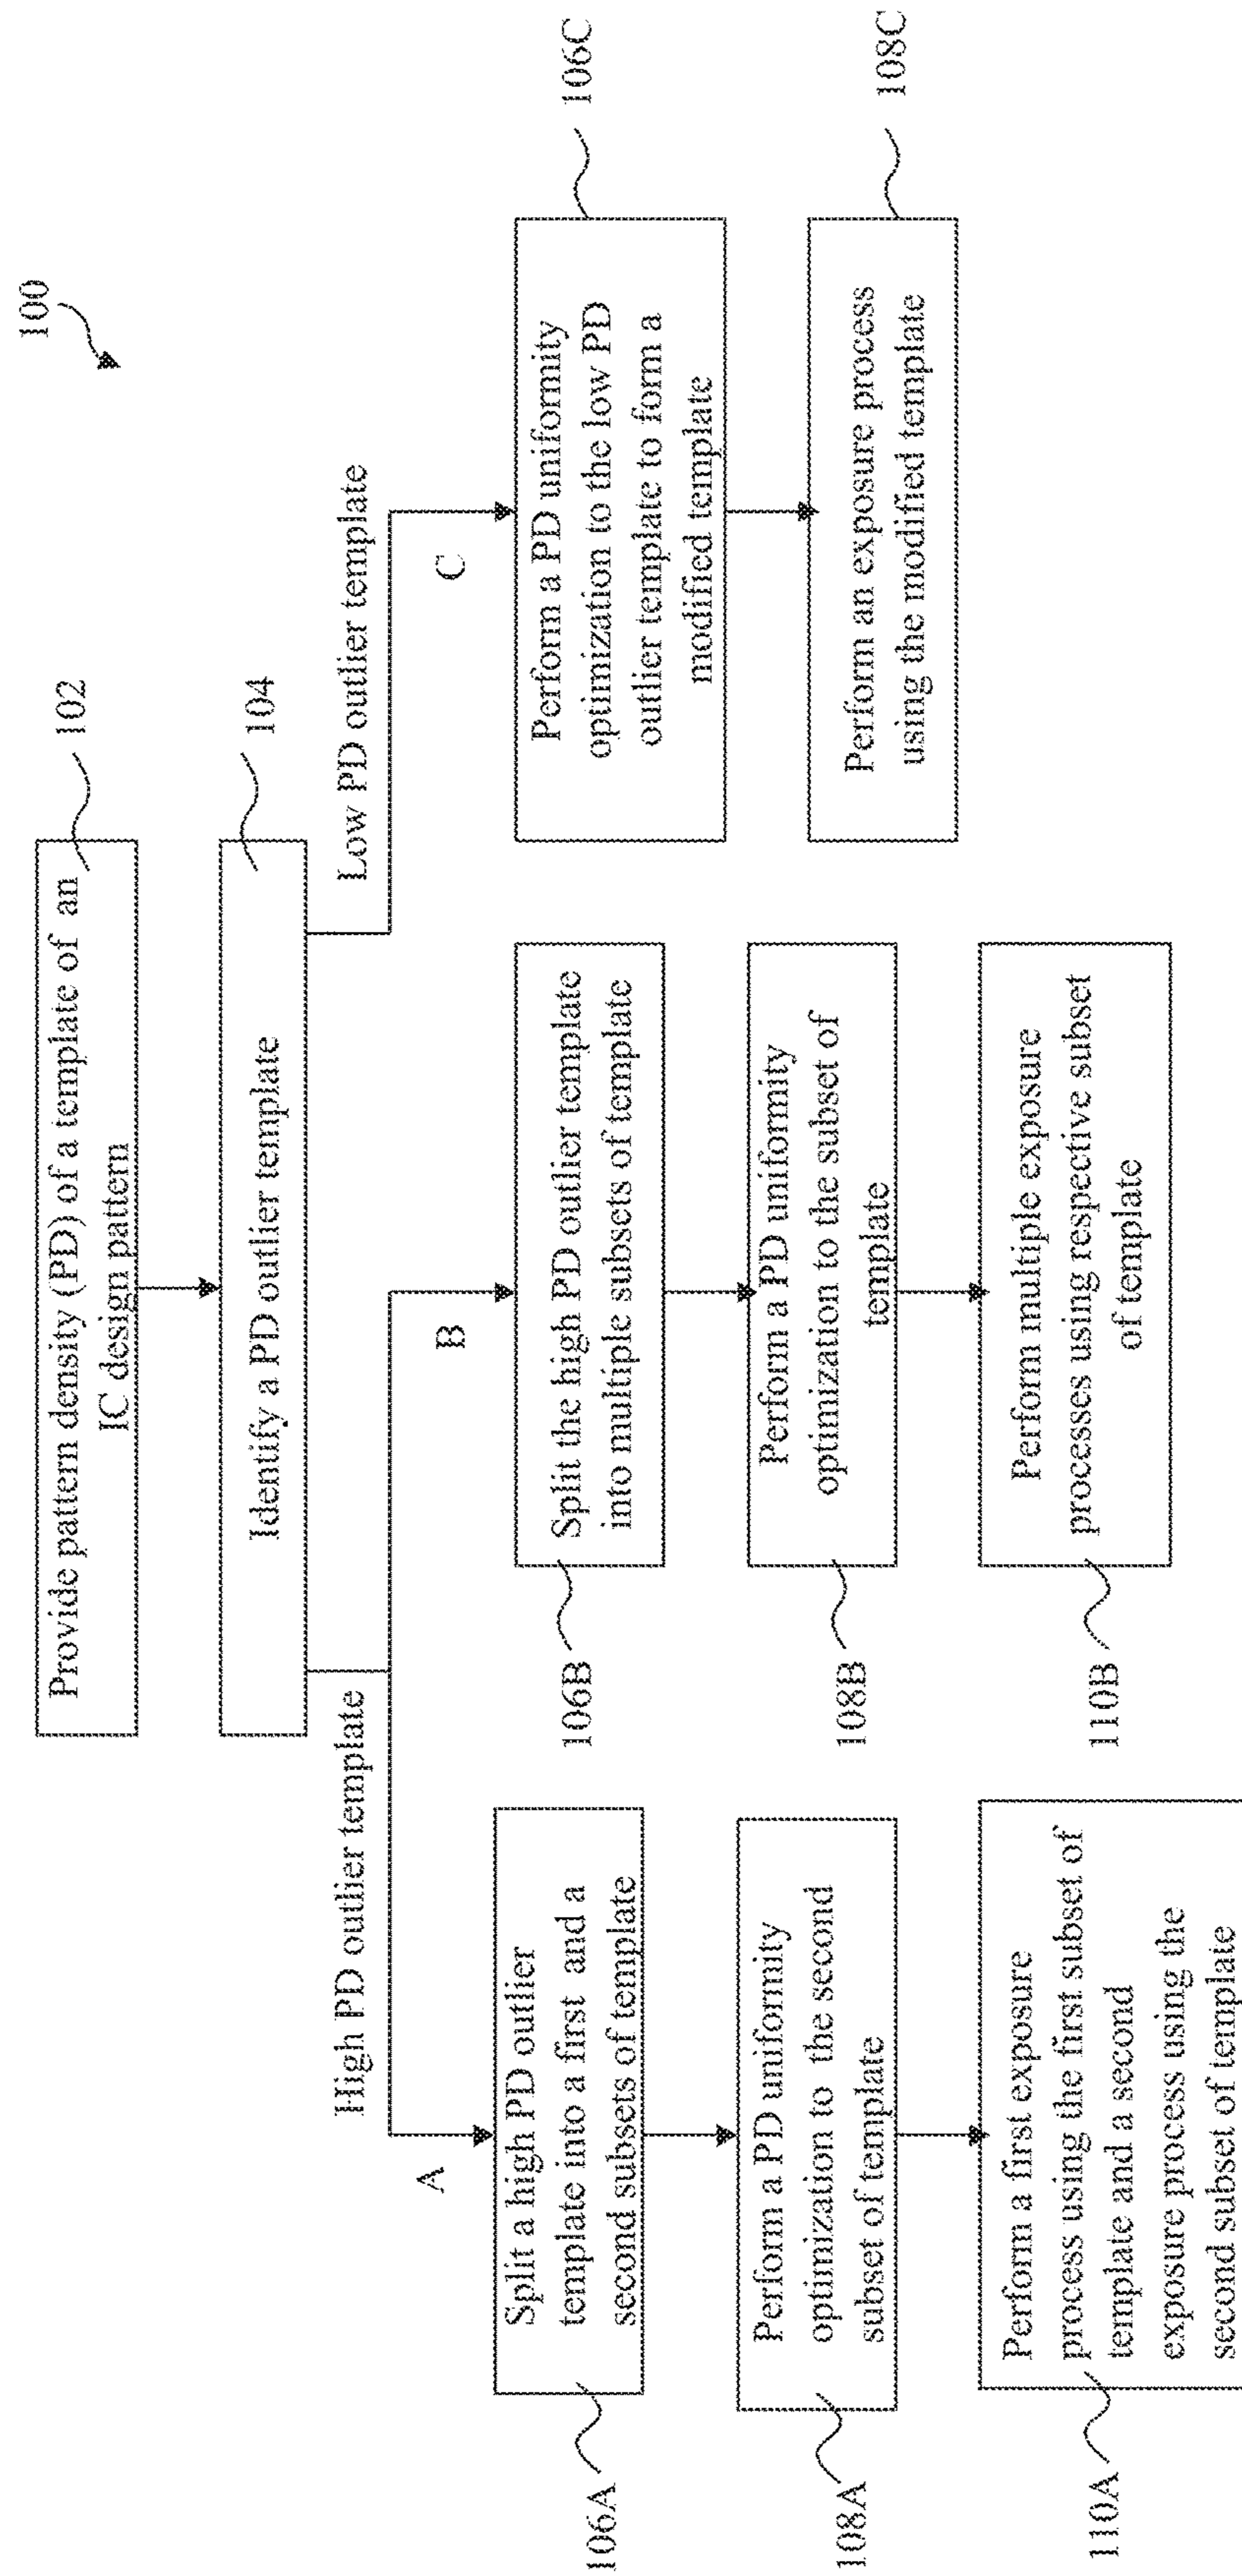 100
Provide pattern density (PD) of a template of an
IC design pattern
102
Identify a PD outlier template
104
High PD outlier template
Low PD outlier template
A
B
C
Split a high PD outlier
template into a first and a
second subsets of template
106A
Split the high PD outlier template
into multiple subsets of template
106B
Perform a PD uniformity
optimization to the low PD
outlier template to form a
modified template
106C
Perform a PD uniformity
optimization to the second
subset of template
108A
Perform a PD uniformity
optimization to the subset of
template
108B
Perform an exposure process
using the modified template
108C
Perform a first exposure
process using the first subset of
template and a second
exposure process using the
second subset of template
110A
Perform multiple exposure
processes using respective subset
of template
110B